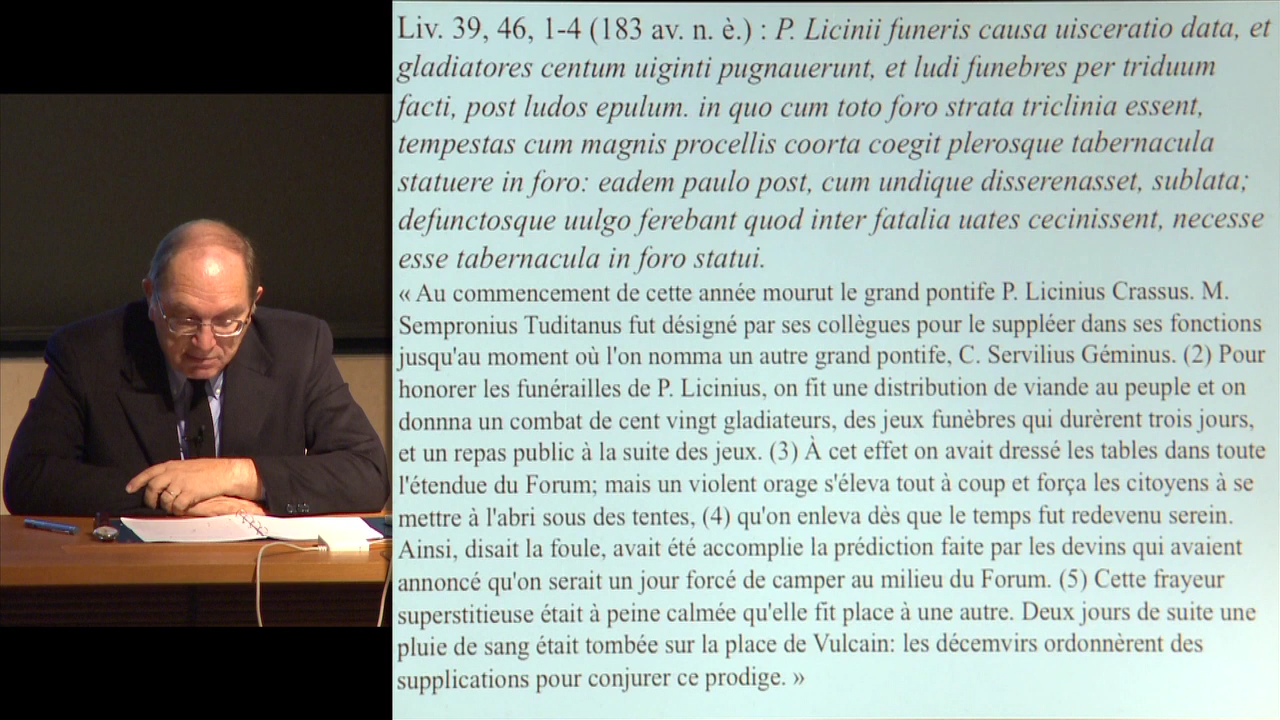 Liv. 39, 46, 1-4 (183 av. n. è.) : P. Licinii funeris causa uisceratio data, et
gladiatores centum uiginti pugnauerunt, et ludi funebres per triduum
facti, post ludos epulum. in quo cum toto foro strata triclinia essent,
tempestas cum magnis procellis coorta coegit plerosque tabernacula
statuere in foro: eadem paulo post, cum undique disserenasset, sublata;
defunctosque uulgo ferebant quod inter fatalia uates cecinissent, necesse
esse tabernacula in foro statui.
« Au commencement de cette année mourut le grand pontife P. Licinius Crassus. M.
Sempronius Tuditanus fut désigné par ses collègues pour le suppléer dans ses fonctions
jusqu'au moment où l'on nomma un autre grand pontife, C. Servilius Géminus. (2) Pour
honorer les funérailles de P. Licinius, on fit une distribution de viande au peuple et on
donnna un combat de cent vingt gladiateurs, des jeux funèbres qui durèrent trois jours,
et un repas public à la suite des jeux. (3) À cet effet on avait dressé les tables dans toute
l'étendue du Forum; mais un violent orage s'éleva tout à coup et força les citoyens à se
mettre à l'abri sous des tentes, (4) qu'on enleva dès que le temps fut redevenu serein.
Ainsi, disait la foule, avait été accomplie la prédiction faite par les devins qui avaient
annoncé qu'on serait un jour forcé de camper au milieu du Forum. (5) Cette frayeur
superstitieuse était à peine calmée qu'elle fit place à une autre. Deux jours de suite une
pluie de sang était tombée sur la place de Vulcain: les décemvirs ordonnèrent des
supplications pour conjurer ce prodige. »